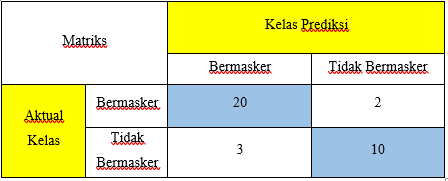 Matriks
Kelas Prediksi
Bermasker
Tidak Bermasker
Aktual
Kelas
Bermasker
20
2
Tidak
Bermasker
3
10